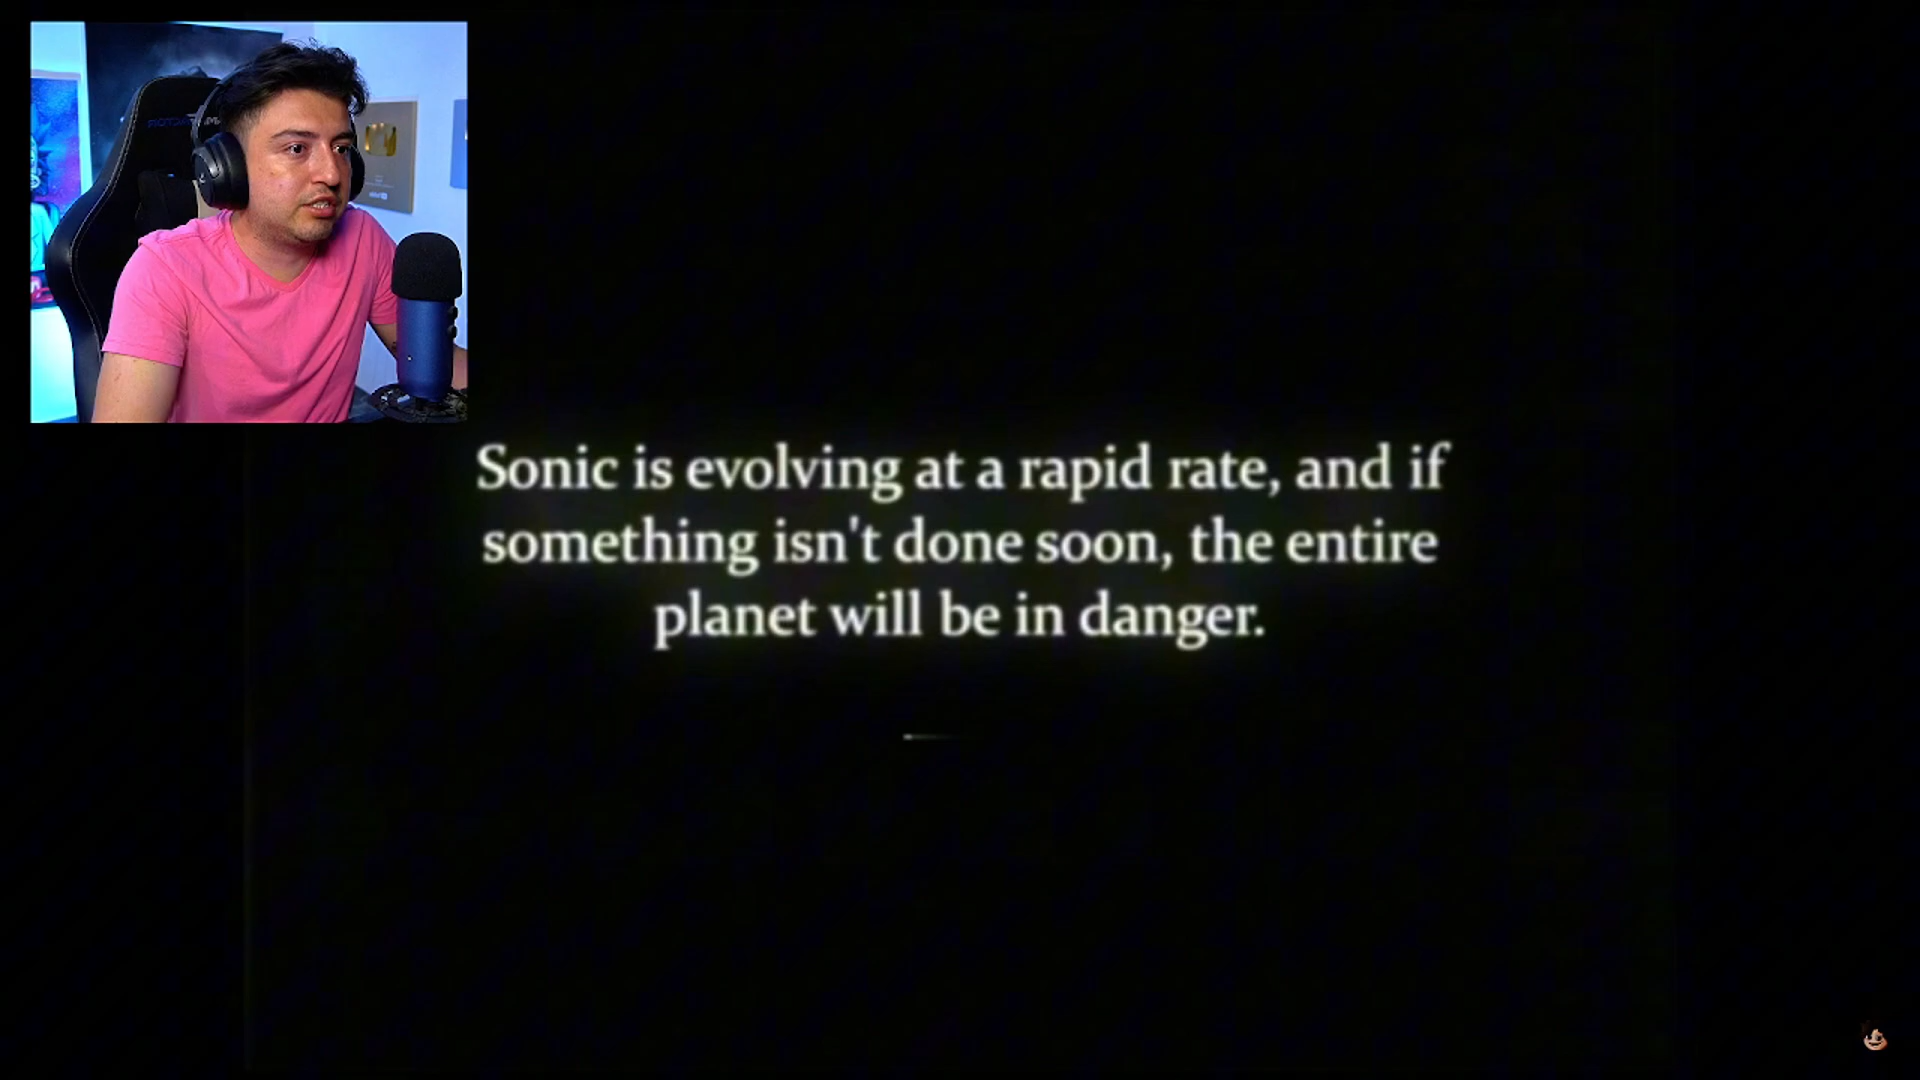 Sonic is evolving at a rapid rate, and if
something isn't done soon, the entire
planet will be in danger.